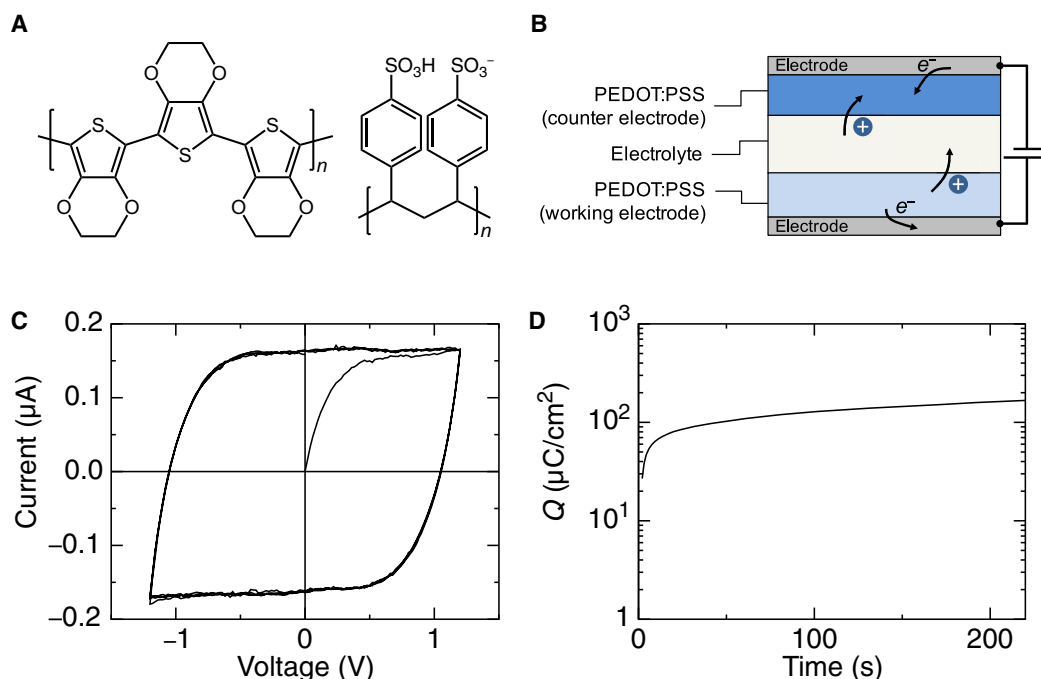 A
SO₃H SO₃⁻
O O
O O
S S
S
n
O O O O
n
B
Electrode e⁻
PEDOT:PSS
(counter electrode)
+
Electrolyte
+
PEDOT:PSS
(working electrode)
e⁻
Electrode
C
Current (µA)
0.2
0.1
0.0
−0.1
−0.2
−1 0 1
Voltage (V)
D
Q (µC/cm²)
10³
10²
10¹
1
0 100 200
Time (s)